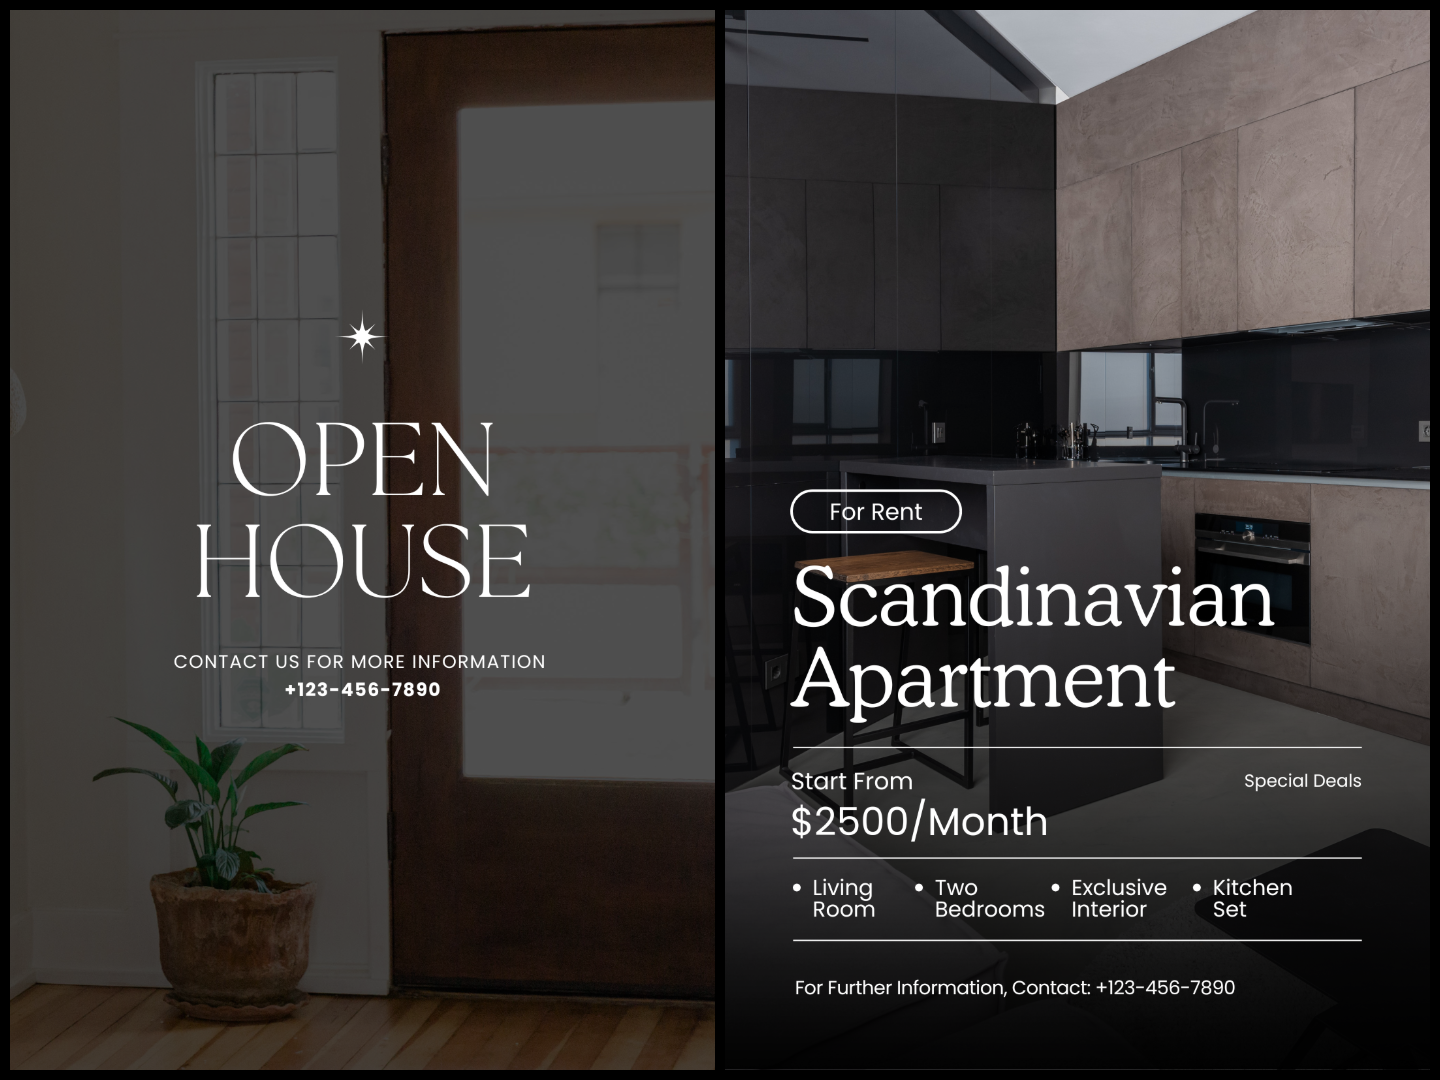 OPEN
HOUSE
CONTACT US FOR MORE INFORMATION
+123-456-7890
For Rent
Scandinavian
Apartment
Start From
Special Deals
$2500/Month
• Living Room
• Two Bedrooms
• Exclusive Interior
• Kitchen Set
For Further Information, Contact: +123-456-7890